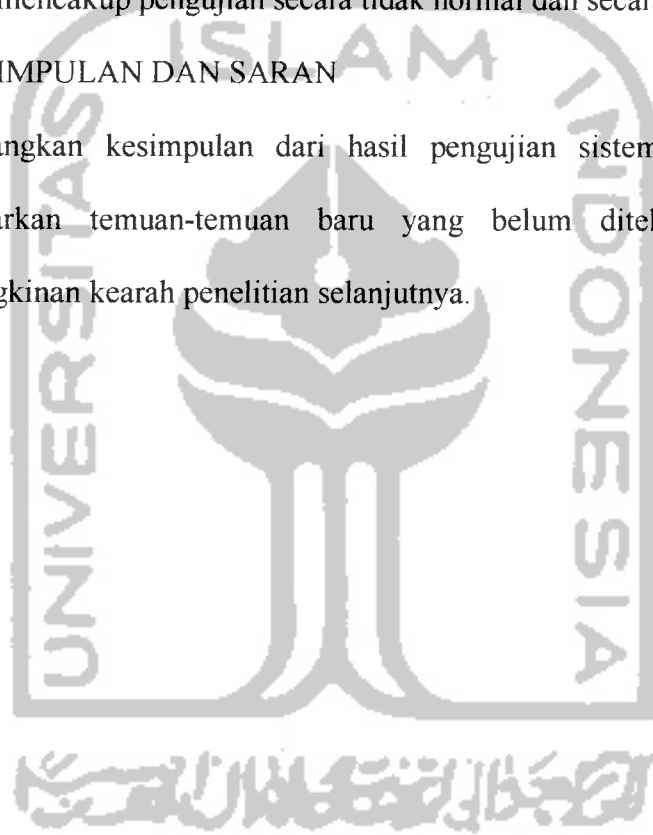 mencakup pengujian secara tidak normal dan secar
IMPULAN DAN SARAN
angkan kesimpulan dari hasil pengujian sistem
arkan temuan-temuan baru yang belum ditel
gkinan kearah penelitian selanjutnya.
ISLAM
UNIVERSITAS
INDONESIA